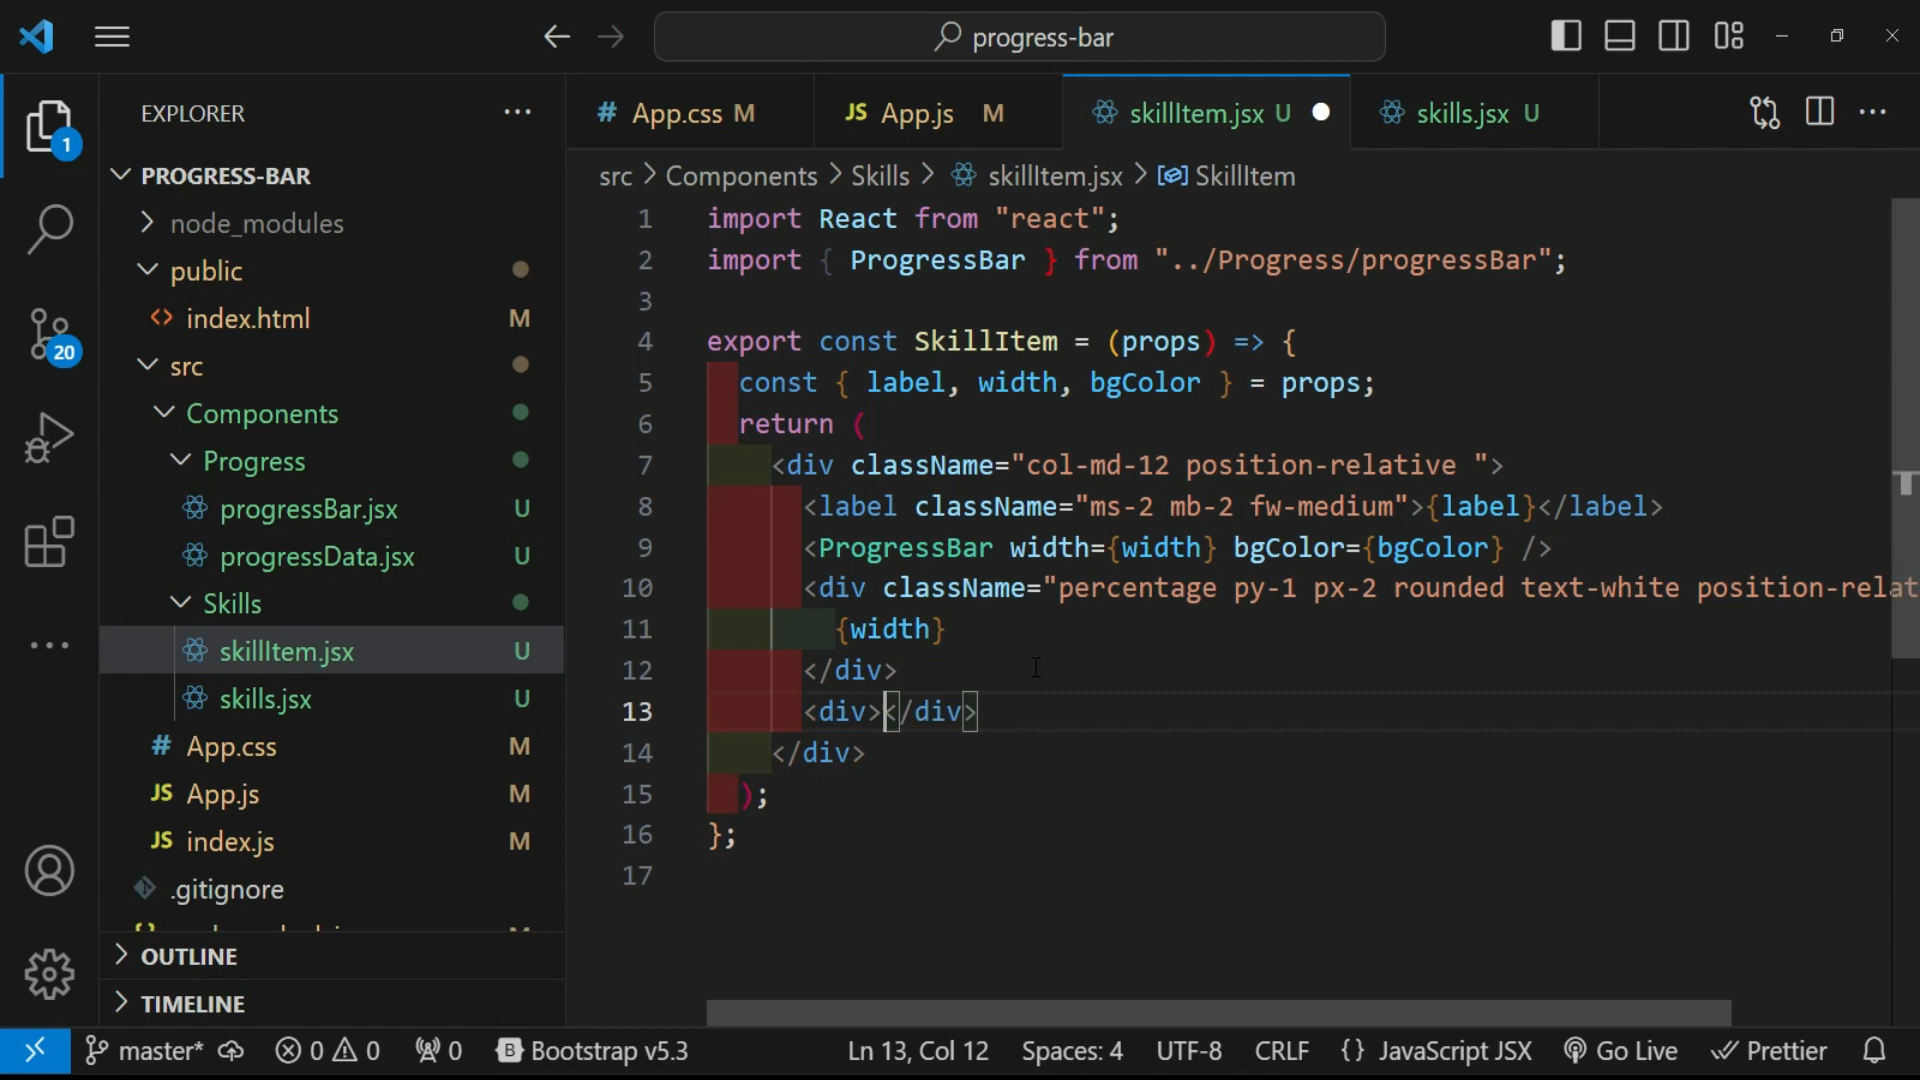 progress-bar
EXPLORER
PROGRESS-BAR
node_modules
public
index.html M
src
Components
Progress
progressBar.jsx U
progressData.jsx U
Skills
skillItem.jsx U
skills.jsx U
App.css M
App.js M
index.js M
.gitignore
OUTLINE
TIMELINE
1
20
App.css M
App.js M
skillItem.jsx U
skills.jsx U
src > Components > Skills > skillItem.jsx > SkillItem
1 import React from "react";
2 import { ProgressBar } from "../Progress/progressBar";
3
4 export const SkillItem = (props) => {
5 const { label, width, bgColor } = props;
6 return (
7 <div className="col-md-12 position-relative ">
8 <label className="ms-2 mb-2 fw-medium">{label}</label>
9 <ProgressBar width={width} bgColor={bgColor} />
10 <div className="percentage py-1 px-2 rounded text-white position-relat
11 {width}
12 </div>
13 <div></div>
14 </div>
15 );
16 };
17
master* 0 0 0 Bootstrap v5.3 Ln 13, Col 12 Spaces: 4 UTF-8 CRLF {} JavaScript JSX Go Live Prettier